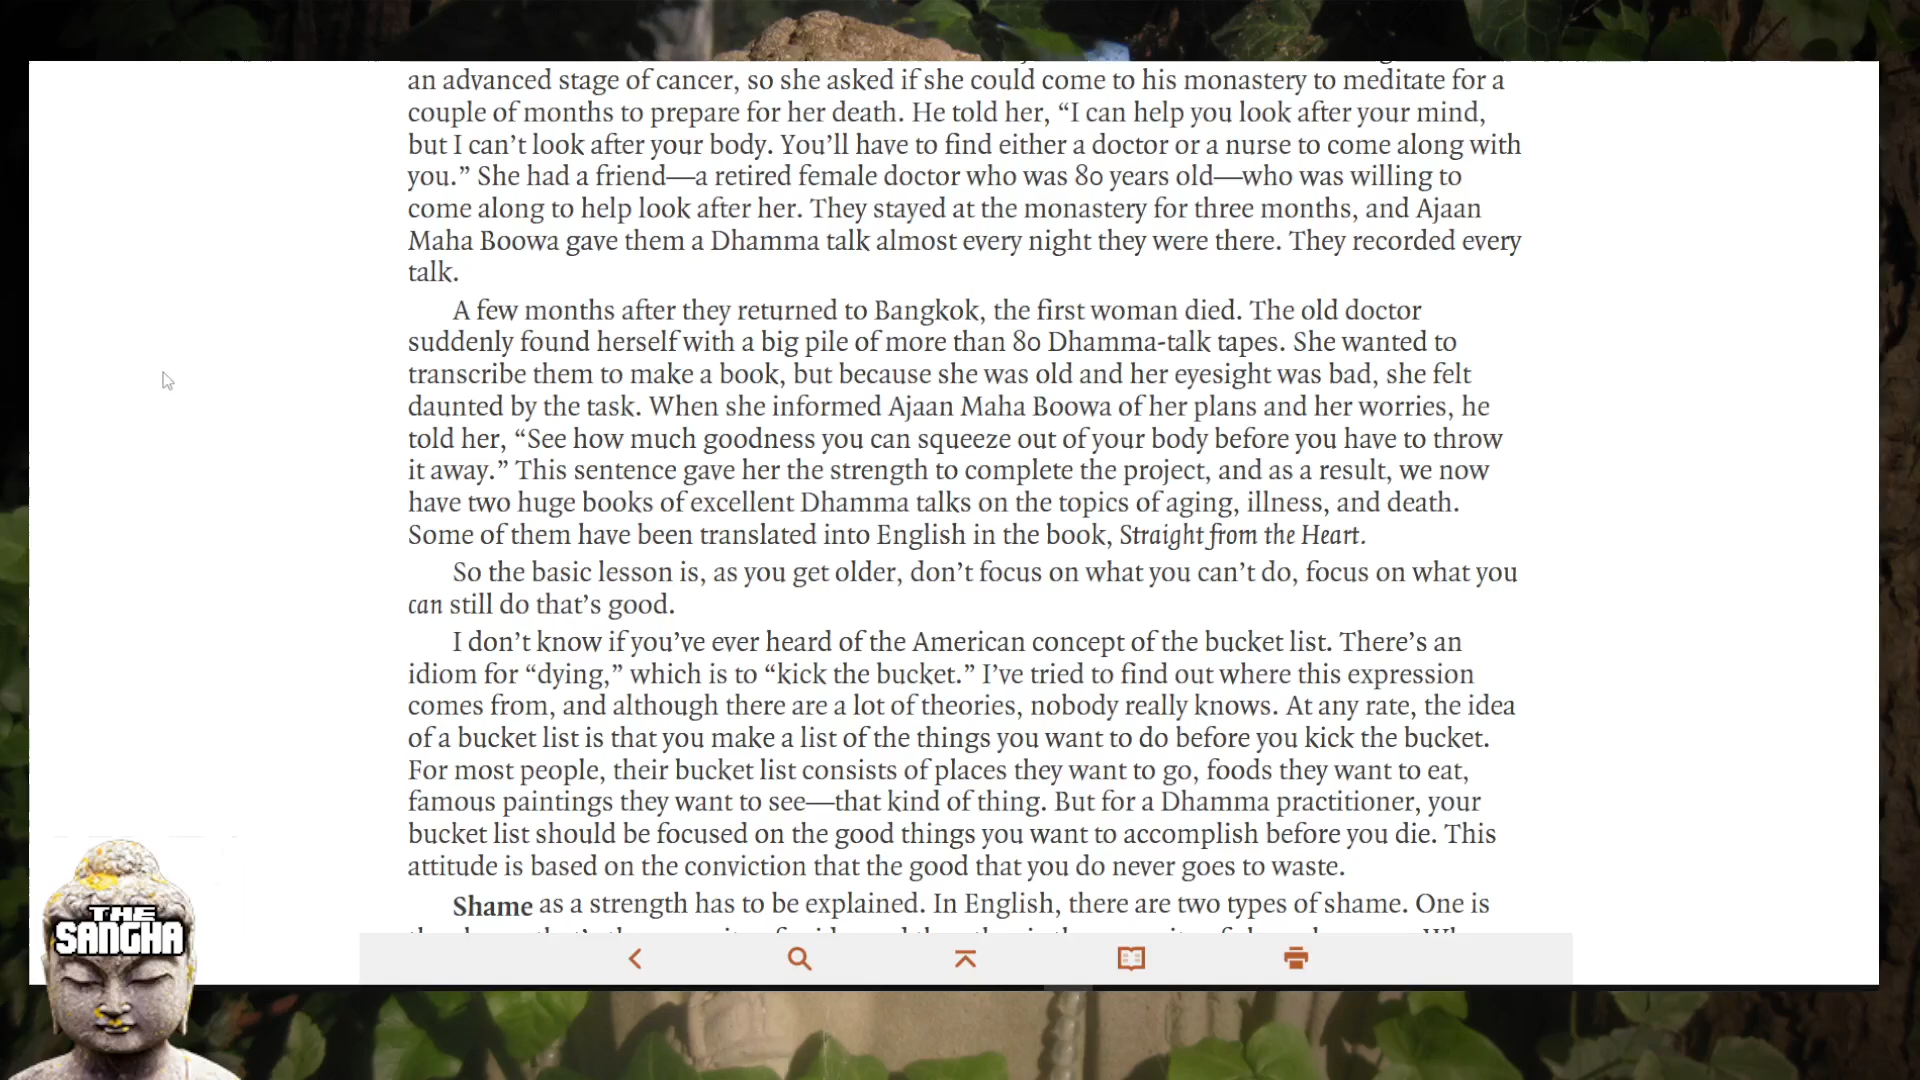 an advanced stage of cancer, so she asked if she could come to his monastery to meditate for a
couple of months to prepare for her death. He told her, “I can help you look after your mind,
but I can’t look after your body. You’ll have to find either a doctor or a nurse to come along with
you.” She had a friend—a retired female doctor who was 80 years old—who was willing to
come along to help look after her. They stayed at the monastery for three months, and Ajaan
Maha Boowa gave them a Dhamma talk almost every night they were there. They recorded every
talk.
A few months after they returned to Bangkok, the first woman died. The old doctor
suddenly found herself with a big pile of more than 80 Dhamma-talk tapes. She wanted to
transcribe them to make a book, but because she was old and her eyesight was bad, she felt
daunted by the task. When she informed Ajaan Maha Boowa of her plans and her worries, he
told her, “See how much goodness you can squeeze out of your body before you have to throw
it away.” This sentence gave her the strength to complete the project, and as a result, we now
have two huge books of excellent Dhamma talks on the topics of aging, illness, and death.
Some of them have been translated into English in the book, Straight from the Heart.
So the basic lesson is, as you get older, don’t focus on what you can’t do, focus on what you
can still do that’s good.
I don’t know if you’ve ever heard of the American concept of the bucket list. There’s an
idiom for “dying,” which is to “kick the bucket.” I’ve tried to find out where this expression
comes from, and although there are a lot of theories, nobody really knows. At any rate, the idea
of a bucket list is that you make a list of the things you want to do before you kick the bucket.
For most people, their bucket list consists of places they want to go, foods they want to eat,
famous paintings they want to see—that kind of thing. But for a Dhamma practitioner, your
bucket list should be focused on the good things you want to accomplish before you die. This
attitude is based on the conviction that the good that you do never goes to waste.
Shame as a strength has to be explained. In English, there are two types of shame. One is
THE
SANGHA